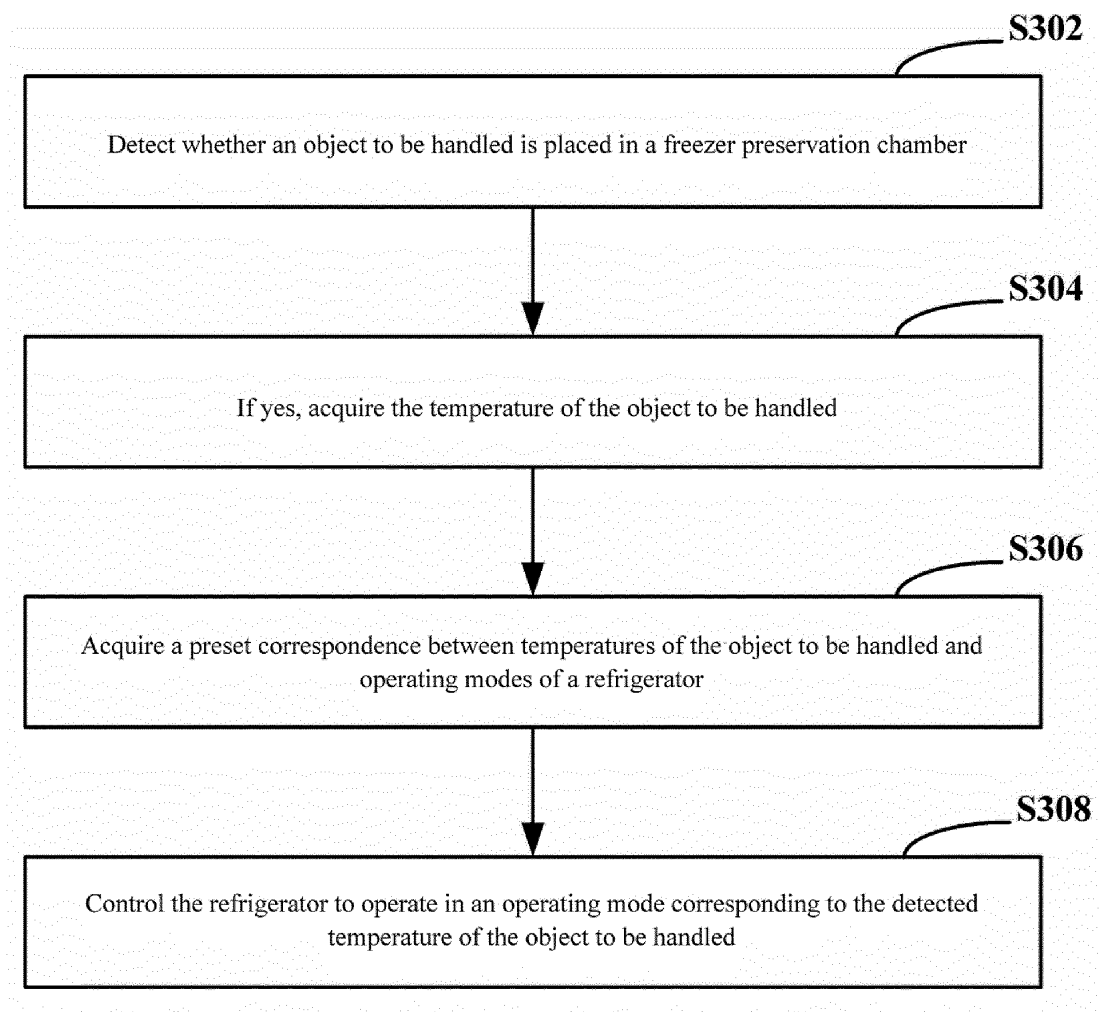 S302
Detect whether an object to be handled is placed in a freezer preservation chamber
S304
If yes, acquire the temperature of the object to be handled
S306
Acquire a preset correspondence between temperatures of the object to be handled and
operating modes of a refrigerator
S308
Control the refrigerator to operate in an operating mode corresponding to the detected
temperature of the object to be handled